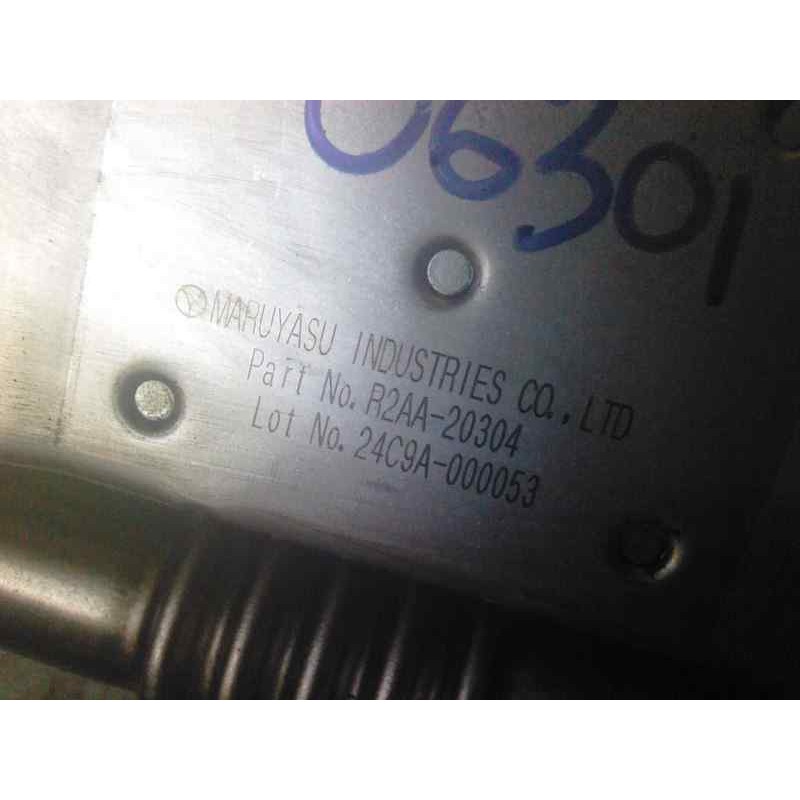 06301
MARUYASU INDUSTRIES CO., LTD
Part No. R2AA-20304
Lot No. 24C9A-000053